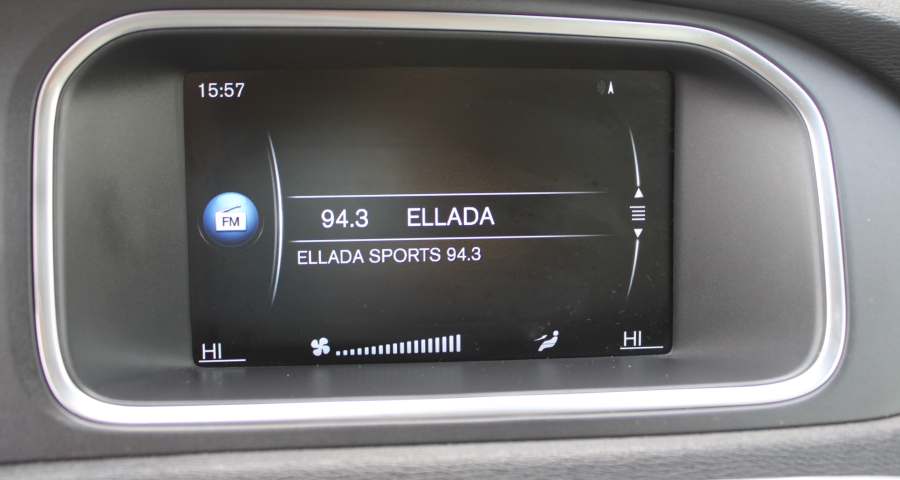 15:57
FM
94.3 ELLADA
ELLADA SPORTS 94.3
HI HI